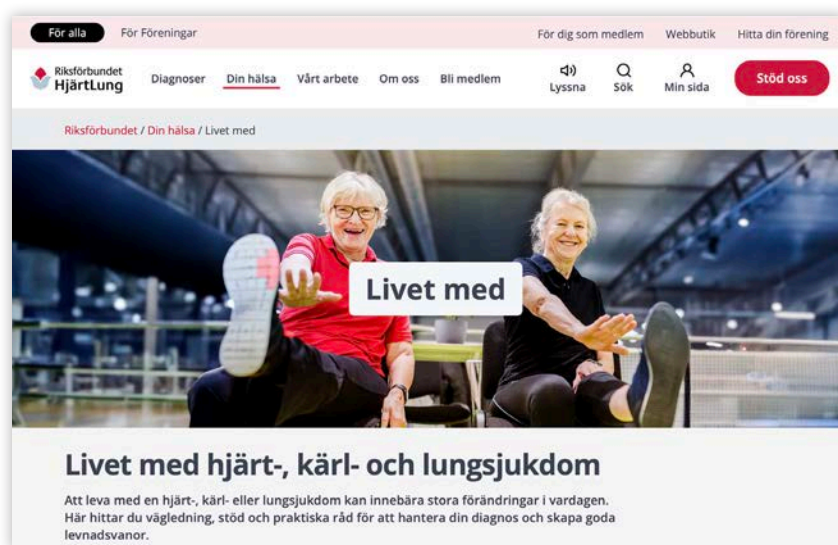 För alla För Föreningar För dig som medlem Webbutik Hitta din förening
Riksförbundet
HjärtLung
Diagnoser Din hälsa Vårt arbete Om oss Bli medlem Lyssna Sök Min sida Stöd oss
Riksförbundet / Din hälsa / Livet med
Livet med
Livet med hjärt-, kärl- och lungsjukdom
Att leva med en hjärt-, kärl- eller lungsjukdom kan innebära stora förändringar i vardagen.
Här hittar du vägledning, stöd och praktiska råd för att hantera din diagnos och skapa goda
levnadsvanor.